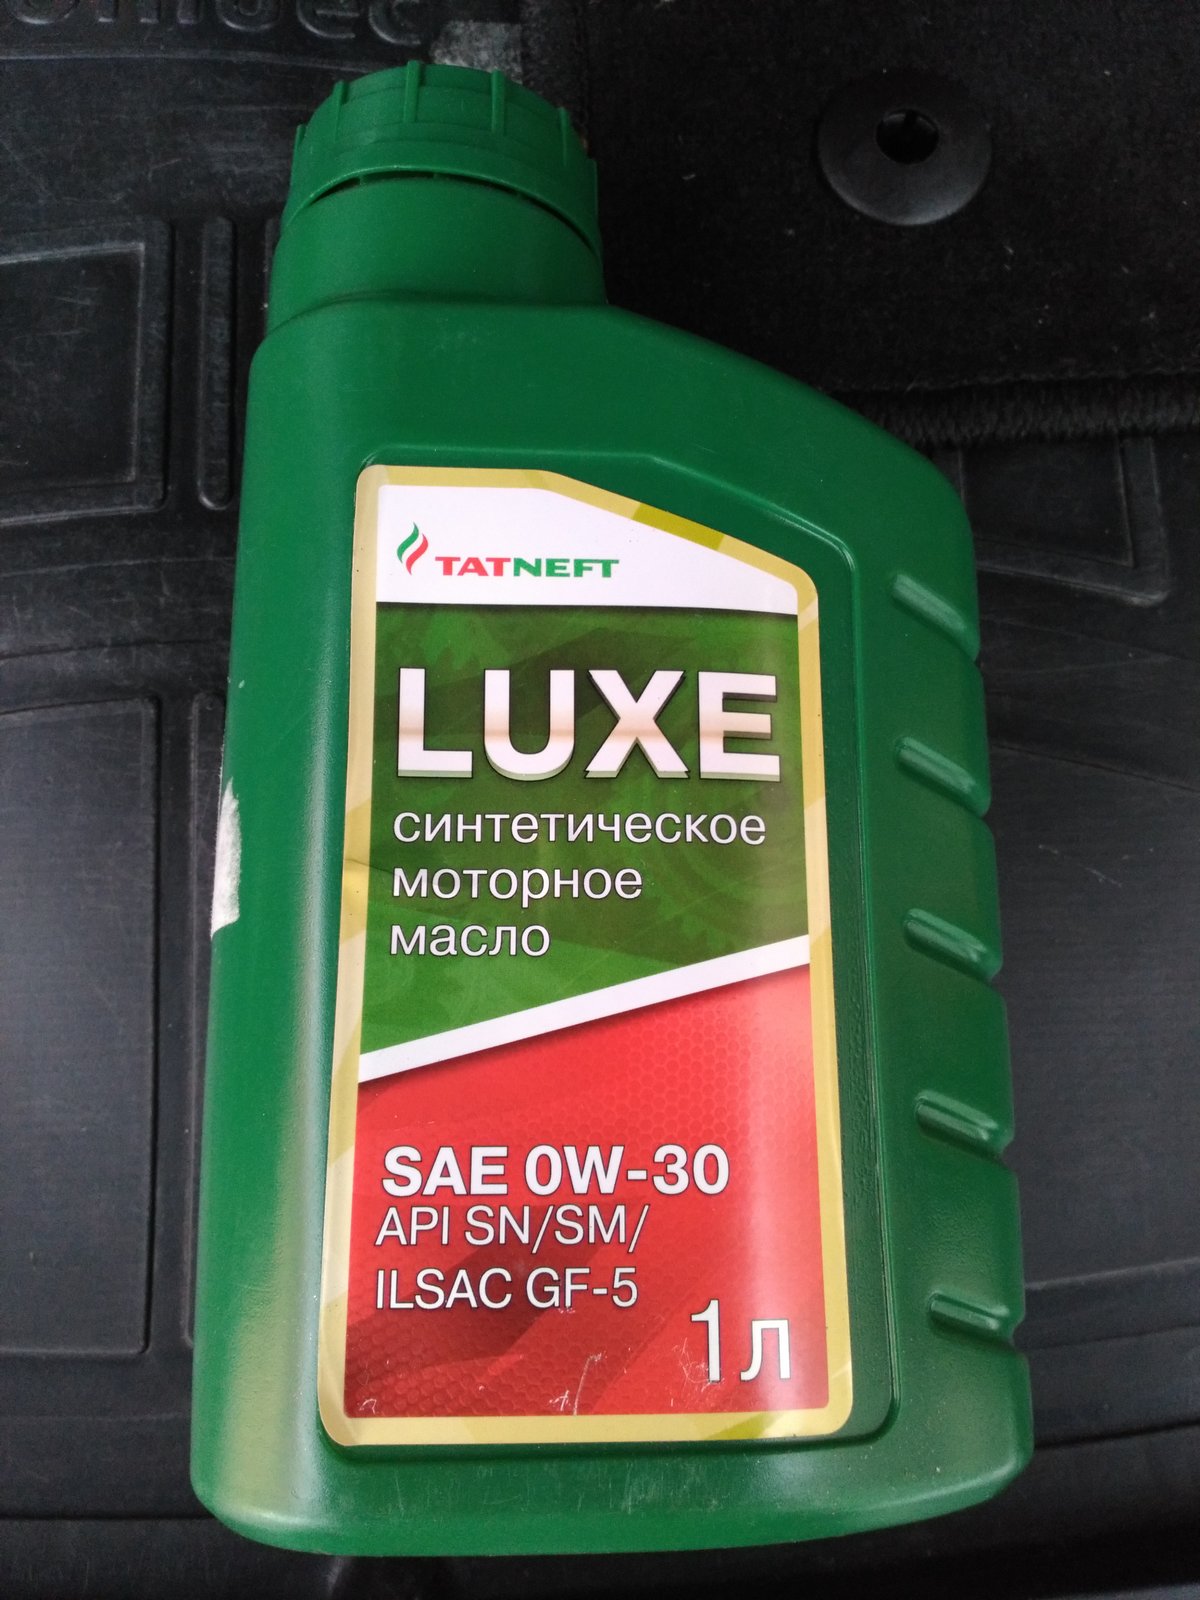 TATNEFT
LUXE
синтетическое
моторное
масло
SAE 0W-30
API SN/SM/
ILSAC GF-5
1 л